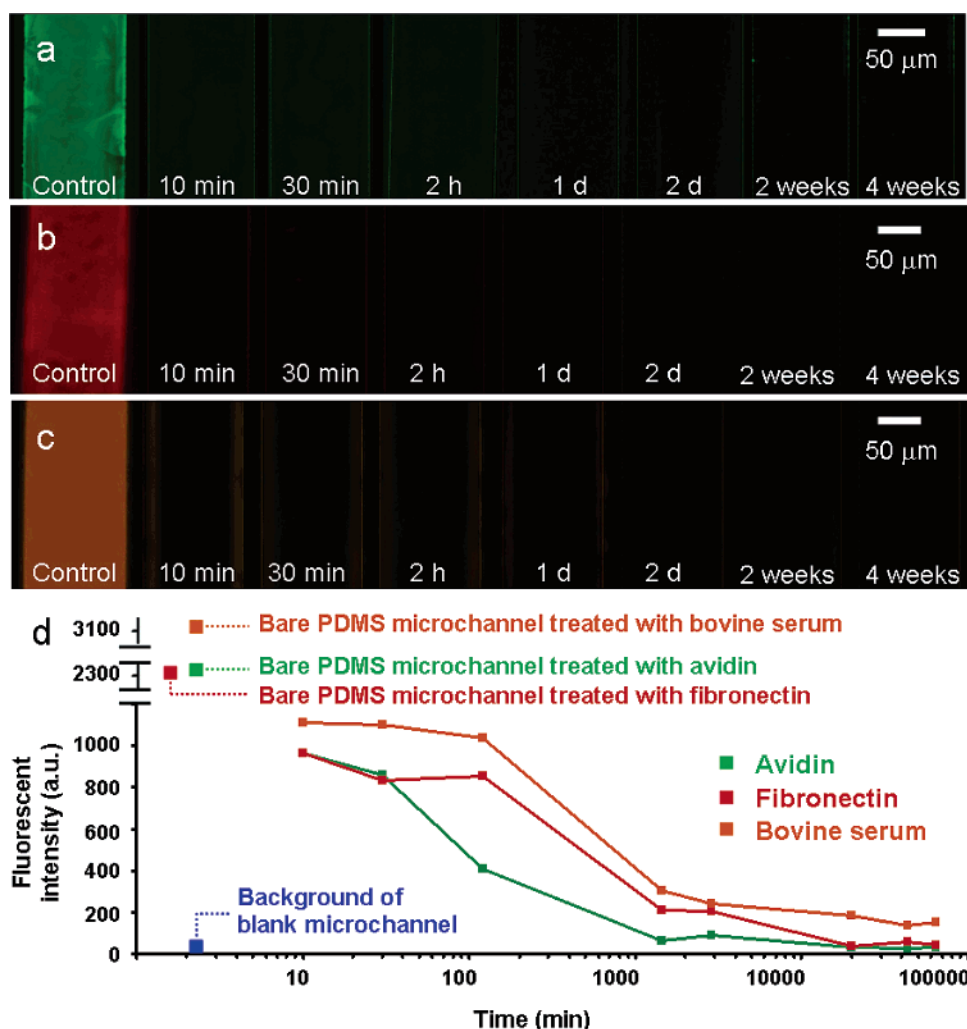 a
50 μm
Control 10 min 30 min 2 h 1 d 2 d 2 weeks 4 weeks
b
50 μm
Control 10 min 30 min 2 h 1 d 2 d 2 weeks 4 weeks
c
50 μm
Control 10 min 30 min 2 h 1 d 2 d 2 weeks 4 weeks
d
3100
Bare PDMS microchannel treated with bovine serum
2300
Bare PDMS microchannel treated with avidin
Bare PDMS microchannel treated with fibronectin
Fluorescent
intensity (a.u.)
1000
800
600
400
200
0
Avidin
Fibronectin
Bovine serum
Background of
blank microchannel
10 100 1000 10000 100000
Time (min)